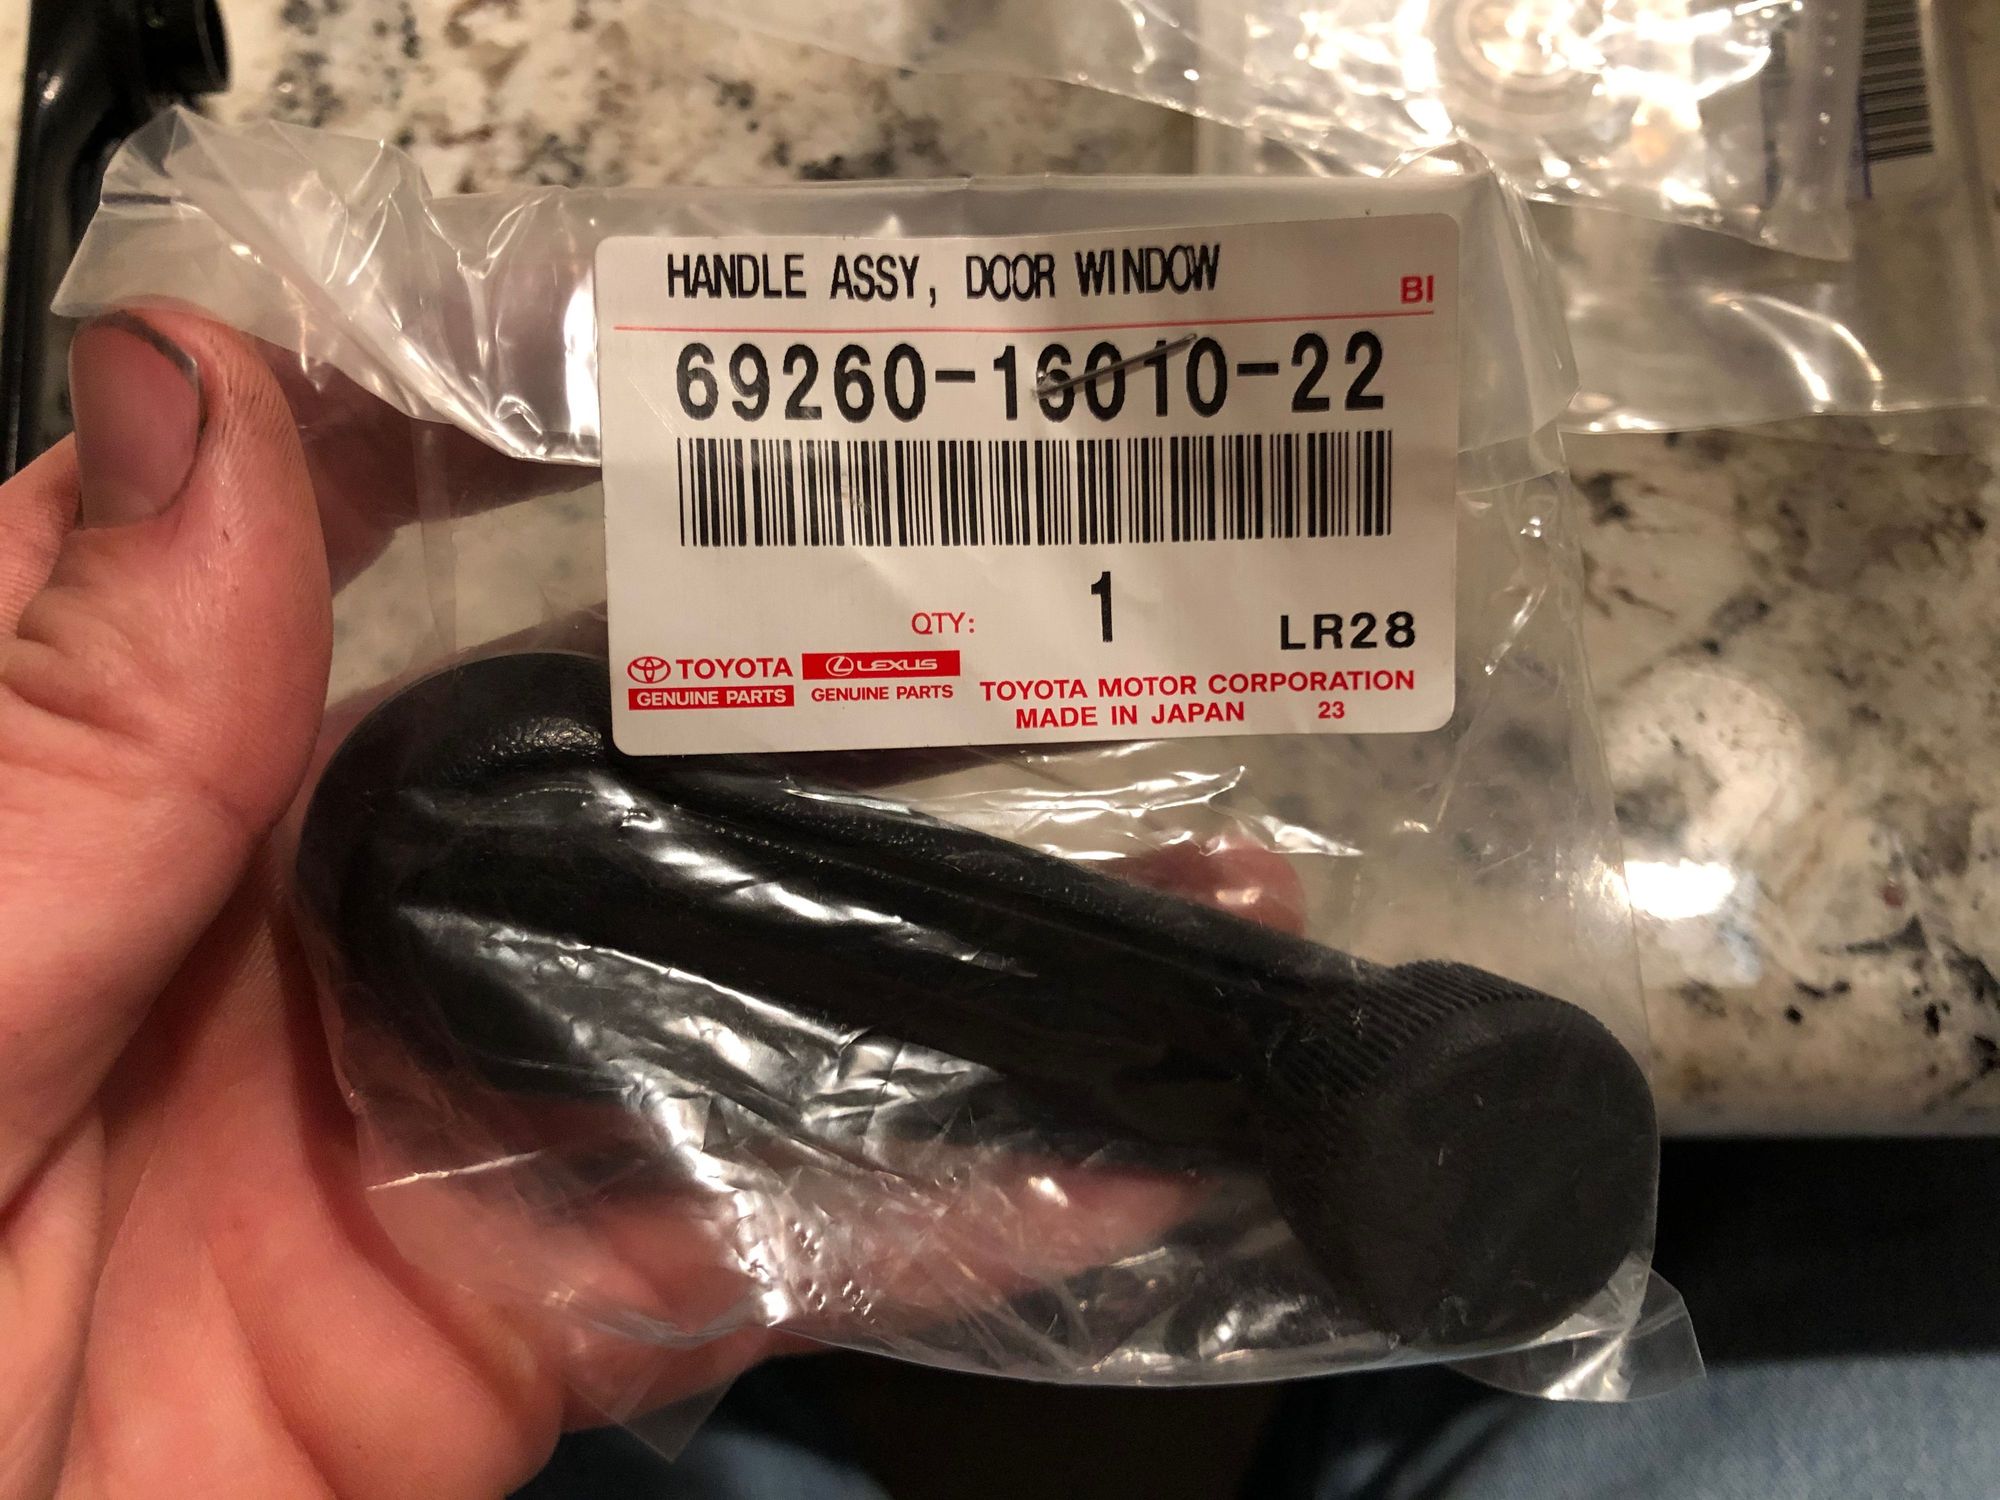 HANDLE ASSY, DOOR WINDOW
BI
69260-16010-22
QTY: 1
LR28
TOYOTA
GENUINE PARTS
LEXUS
GENUINE PARTS
TOYOTA MOTOR CORPORATION
MADE IN JAPAN 23